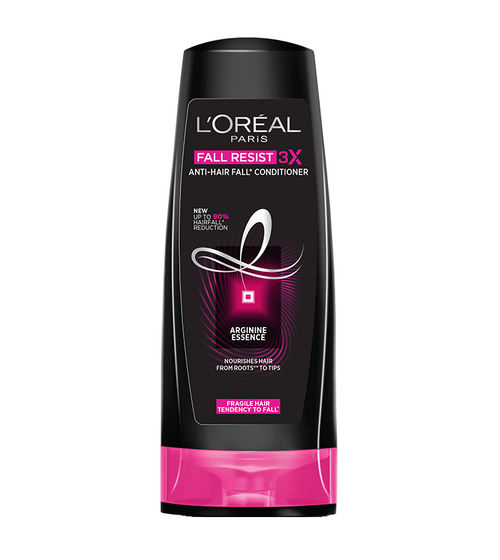 L'ORÉAL
PARIS
FALL RESIST 3X
ANTI-HAIR FALL* CONDITIONER
NEW
UP TO 90%
HAIRFALL*
REDUCTION
ARGININE
ESSENCE
NOURISHES HAIR
FROM ROOTS** TO TIPS
FRAGILE HAIR
TENDENCY TO FALL*